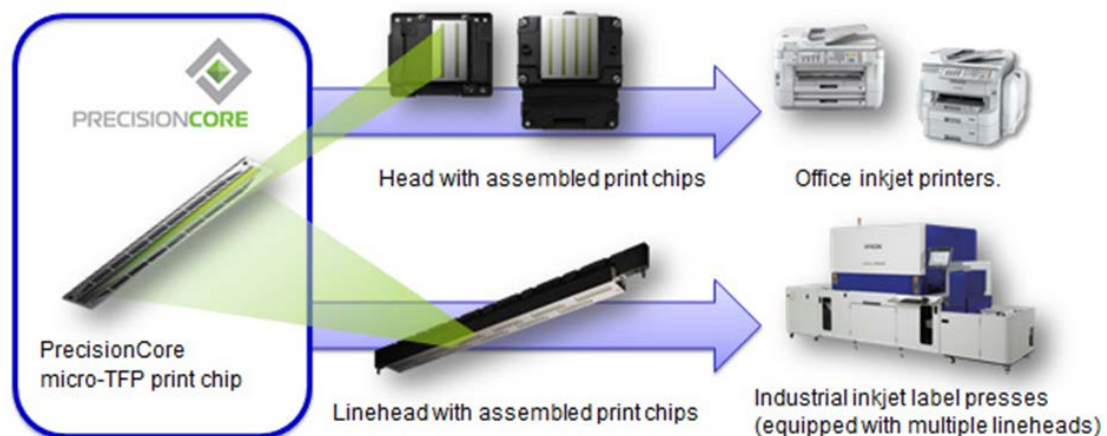 PRECISIONCORE
Head with assembled print chips
Office inkjet printers.
PrecisionCore
micro-TFP print chip
Linehead with assembled print chips
EPSON
Industrial inkjet label presses
(equipped with multiple lineheads)